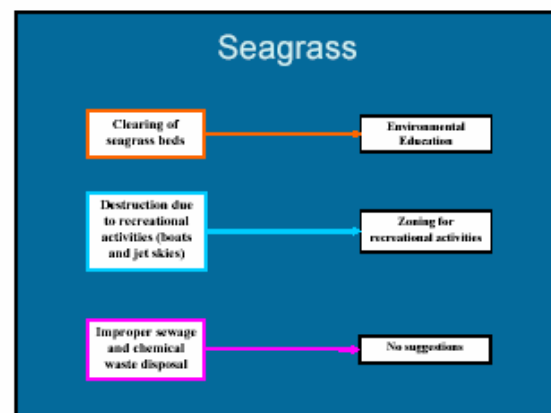 Seagrass
Clearing of
seagrass beds
Environmental
Education
Destruction due
to recreational
activities (boats
and jet skies)
Zoning for
recreational activities
Improper sewage
and chemical
waste disposal
No suggestions